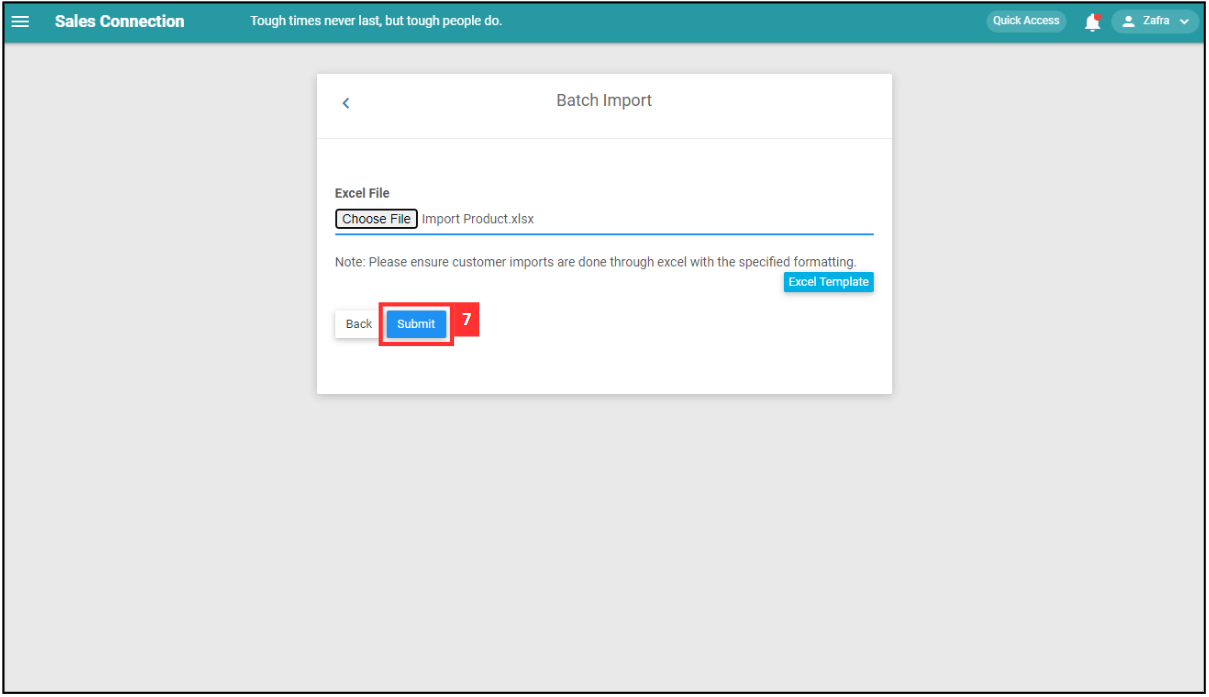 Sales Connection
Tough times never last, but tough people do.
Quick Access
Zafra
Batch Import
Excel File
Choose File Import Product.xlsx
Note: Please ensure customer imports are done through excel with the specified formatting.
Excel Template
Back
Submit
7